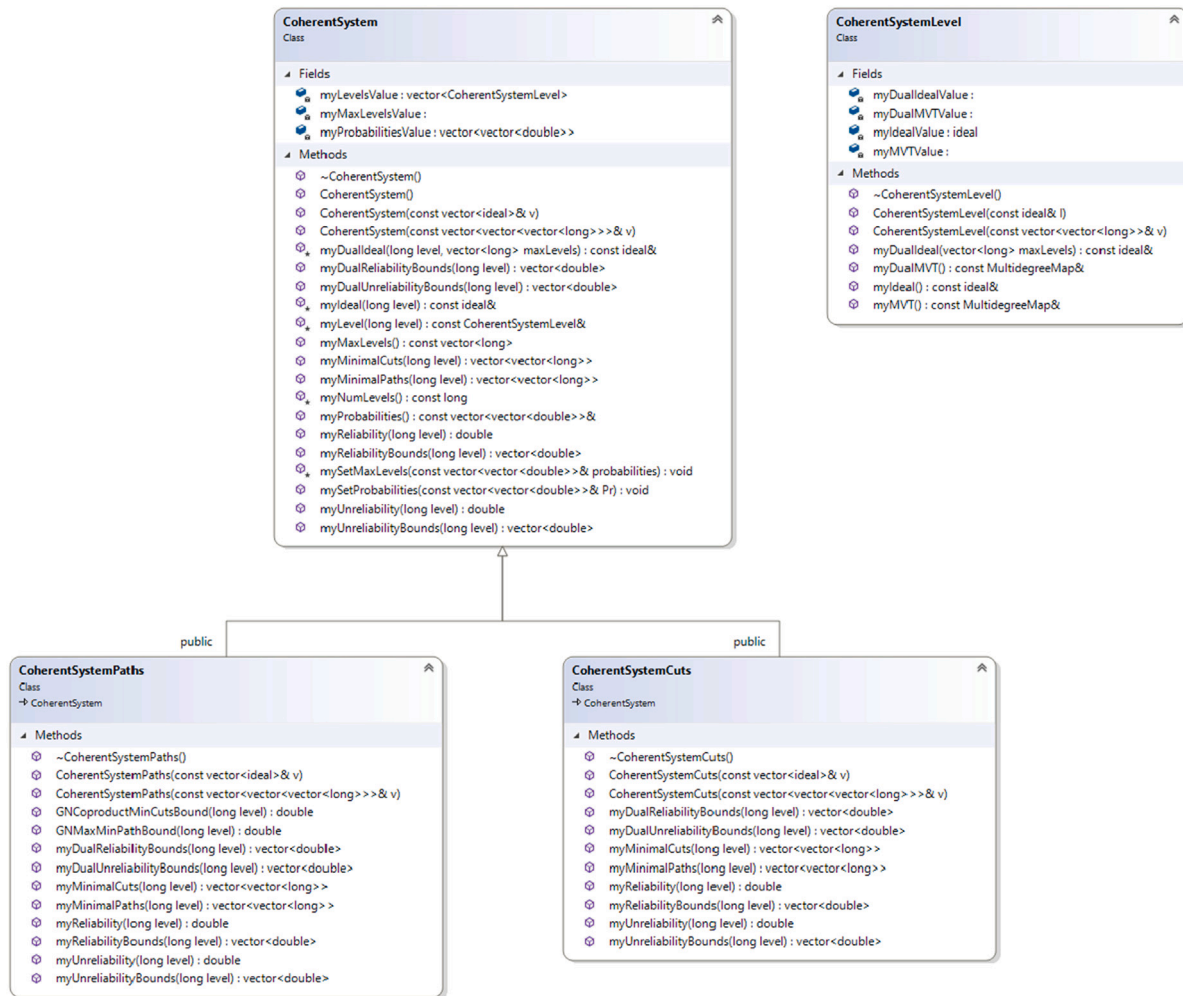 CoherentSystem
Class
Fields
myLevelsValue : vector<CoherentSystemLevel>
myMaxLevelsValue :
myProbabilitiesValue : vector<vector<double>>
Methods
~CoherentSystem()
CoherentSystem()
CoherentSystem(const vector<ideal>& v)
CoherentSystem(const vector<vector<vector<long>>>& v)
myDualIdeal(long level, vector<long> maxLevels) : const ideal&
myDualReliabilityBounds(long level) : vector<double>
myDualUnreliabilityBounds(long level) : vector<double>
myIdeal(long level) : const ideal&
myLevel(long level) : const CoherentSystemLevel&
myMaxLevels() : const vector<long>
myMinimalCuts(long level) : vector<vector<long>>
myMinimalPaths(long level) : vector<vector<long>>
myNumLevels() : const long
myProbabilities() : const vector<vector<double>>&
myReliability(long level) : double
myReliabilityBounds(long level) : vector<double>
mySetMaxLevels(const vector<vector<double>>& probabilities) : void
mySetProbabilities(const vector<vector<double>>& Pr) : void
myUnreliability(long level) : double
myUnreliabilityBounds(long level) : vector<double>
CoherentSystemLevel
Class
Fields
myDualIdealValue :
myDualMVTValue :
myIdealValue : ideal
myMVTValue :
Methods
~CoherentSystemLevel()
CoherentSystemLevel(const ideal& I)
CoherentSystemLevel(const vector<vector<long>>& v)
myDualIdeal(vector<long> maxLevels) : const ideal&
myDualMVT() : const MultidegreeMap&
myIdeal() : const ideal&
myMVT() : const MultidegreeMap&
public
public
CoherentSystemPaths
Class
CoherentSystem
Methods
~CoherentSystemPaths()
CoherentSystemPaths(const vector<ideal>& v)
CoherentSystemPaths(const vector<vector<vector<long>>>& v)
GNCoproductMinCutsBound(long level) : double
GNMaxMinPathBound(long level) : double
myDualReliabilityBounds(long level) : vector<double>
myDualUnreliabilityBounds(long level) : vector<double>
myMinimalCuts(long level) : vector<vector<long>>
myMinimalPaths(long level) : vector<vector<long>>
myReliability(long level) : double
myReliabilityBounds(long level) : vector<double>
myUnreliability(long level) : double
myUnreliabilityBounds(long level) : vector<double>
CoherentSystemCuts
Class
CoherentSystem
Methods
~CoherentSystemCuts()
CoherentSystemCuts(const vector<ideal>& v)
CoherentSystemCuts(const vector<vector<vector<long>>>& v)
myDualReliabilityBounds(long level) : vector<double>
myDualUnreliabilityBounds(long level) : vector<double>
myMinimalCuts(long level) : vector<vector<long>>
myMinimalPaths(long level) : vector<vector<long>>
myReliability(long level) : double
myReliabilityBounds(long level) : vector<double>
myUnreliability(long level) : double
myUnreliabilityBounds(long level) : vector<double>